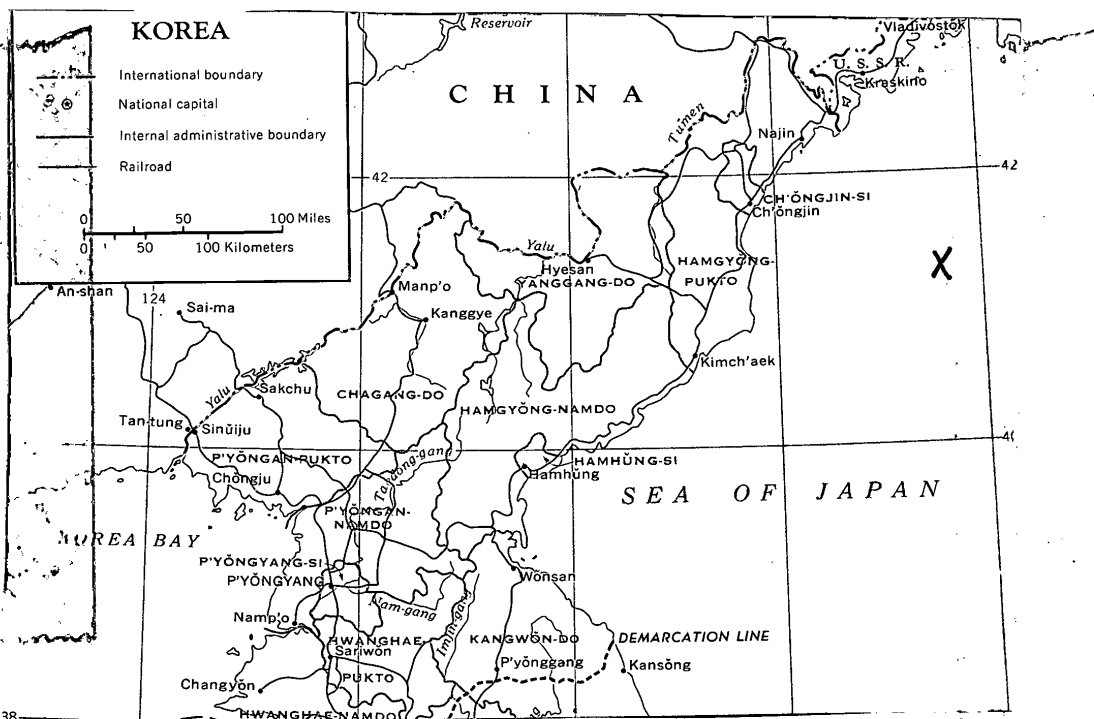 KOREA
International boundary
National capital
Internal administrative boundary
Railroad
0 50 100 Miles
0 50 100 Kilometers
Reservoir
Vladivostok
U. S. S. R.
Kraskino
CHINA
Tumen
Najin
42
42
CH'ŎNGJIN-SI
Ch'ŏngjin
Yalu
Hyesan
YANGGANG-DO
HAMGYŎNG-
PUKTO
An-shan
124
Sai-ma
Manp'o
Kanggye
Kimch'aek
Yalu
Sakchu
CHAGANG-DO
HAMGYŎNG-NAMDO
Tan-tung
Sinŭiju
P'YŎNGAN-PUKTO
Taedong-gang
HAMHŬNG-SI
Hamhŭng
Chŏngju
SEA OF JAPAN
P'YŎNGAN-
NAMDO
BAY
P'YŎNGYANG-SI
P'YŎNGYANG
Wŏnsan
Nam-gang
Imjin-gang
Namp'o
HWANGHAE-
PUKTO
Sariwŏn
KANGWŎN-DO
DEMARCATION LINE
P'yŏnggang
Kansŏng
Changyŏn
38
HWANGHAE-NAMDO
X